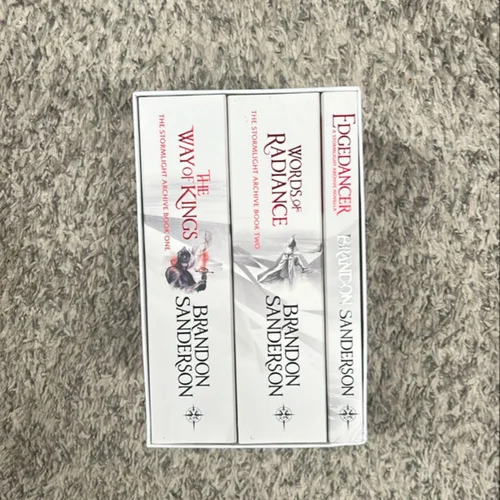 THE
WAY OF KINGS
THE STORMLIGHT ARCHIVE BOOK ONE
BRANDON
SANDERSON
WORDS OF
RADIANCE
THE STORMLIGHT ARCHIVE BOOK TWO
BRANDON
SANDERSON
EDGEDANCER
A STORMLIGHT ARCHIVE NOVELLA
BRANDON SANDERSON